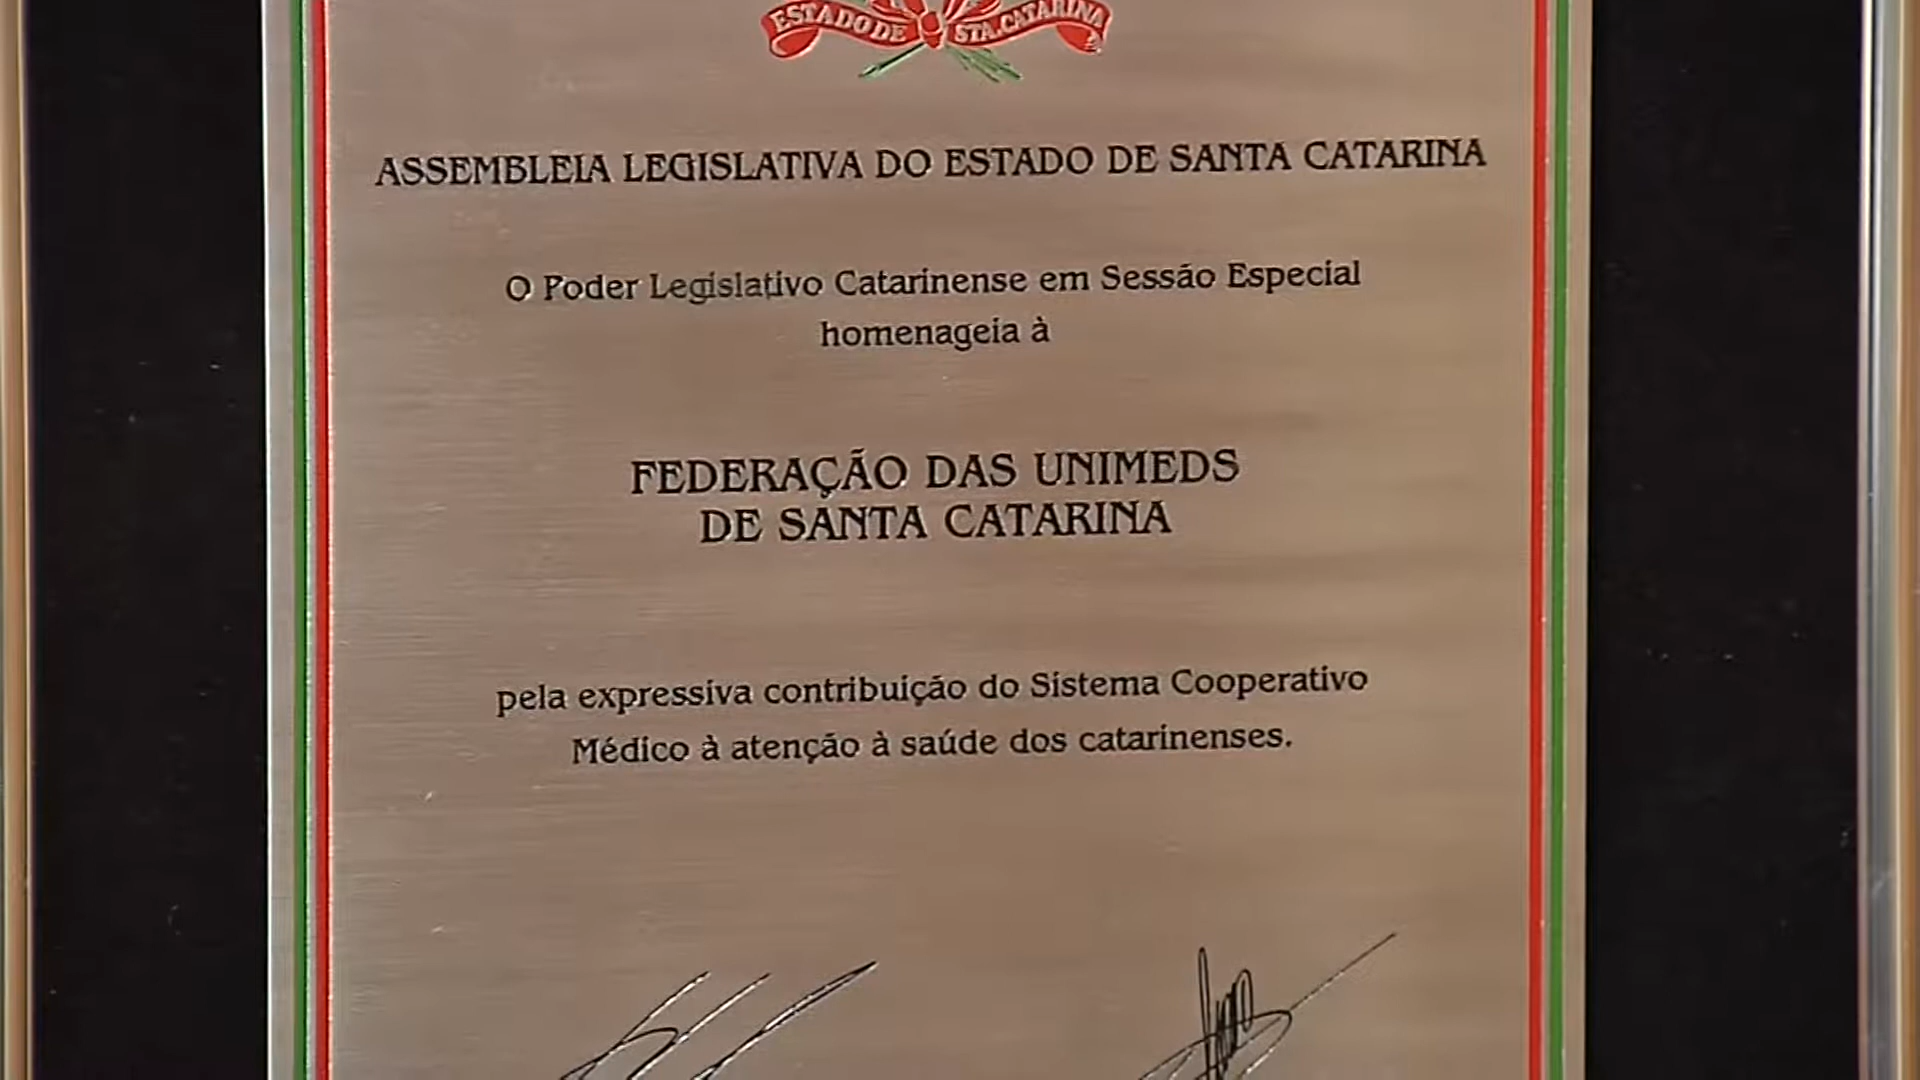 ESTADO DE STA. CATARINA
ASSEMBLEIA LEGISLATIVA DO ESTADO DE SANTA CATARINA
O Poder Legislativo Catarinense em Sessão Especial
homenageia à
FEDERAÇÃO DAS UNIMEDS
DE SANTA CATARINA
pela expressiva contribuição do Sistema Cooperativo
Médico à atenção à saúde dos catarinenses.